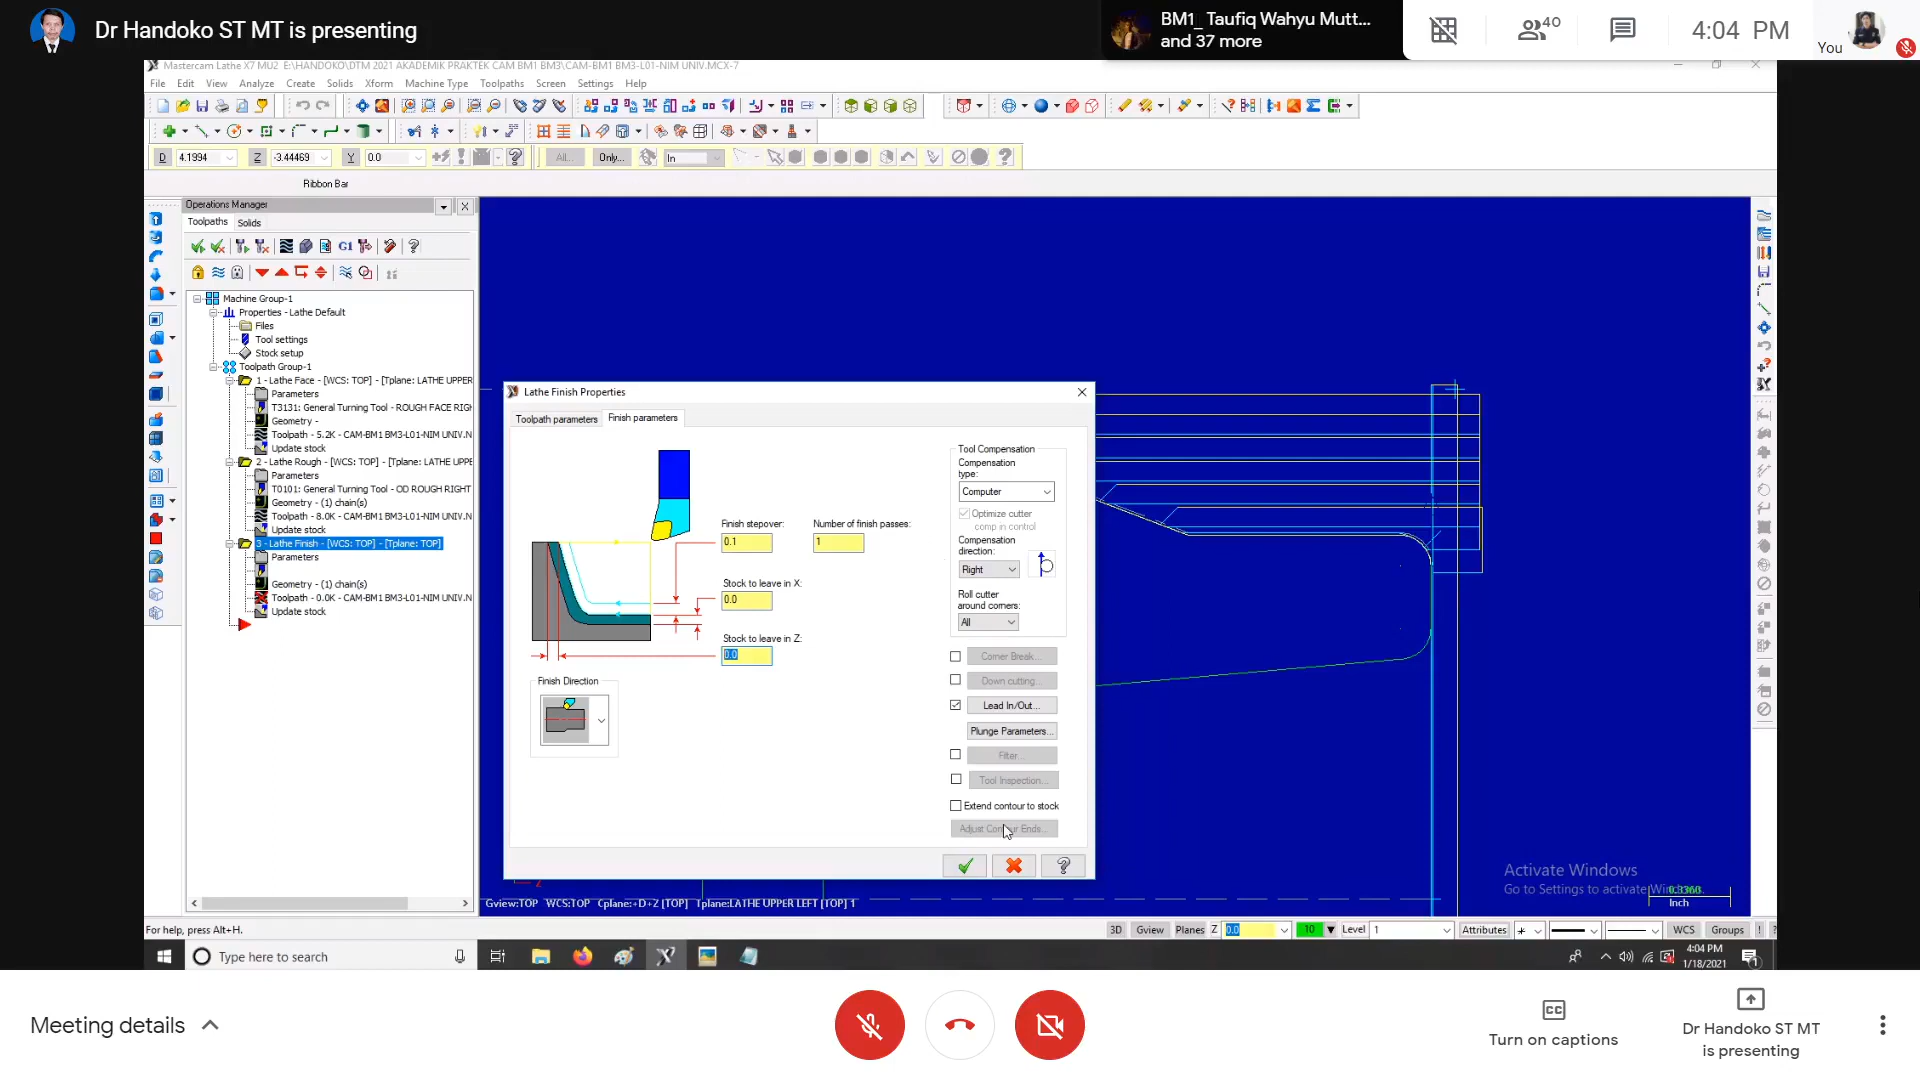 Dr Handoko ST MT is presenting
BM1_ Taufiq Wahyu Mutt...
and 37 more
40
4:04 PM
You
Mastercam Lathe X7 MU2 E:\HANDOKO\DTM 2021 AKADEMIK PRAKTEK CAM BM1 BM3\CAM-BM1 BM3-L01-NIM UNIV.MCX-7
File Edit View Analyze Create Solids Xform Machine Type Toolpaths Screen Settings Help
D 4.1994 Z -3.44469 Y 0.0 All... Only... In
Ribbon Bar
Operations Manager
Toolpaths Solids
G1
Machine Group-1
Properties - Lathe Default
Files
Tool settings
Stock setup
Toolpath Group-1
1 - Lathe Face - [WCS: TOP] - [Tplane: LATHE UPPER
Parameters
T3131: General Turning Tool - ROUGH FACE RIGH
Geometry -
Toolpath - 5.2K - CAM-BM1 BM3-L01-NIM UNIV.N
Update stock
2 - Lathe Rough - [WCS: TOP] - [Tplane: LATHE UPPE
Parameters
T0101: General Turning Tool - OD ROUGH RIGHT
Geometry - (1) chain(s)
Toolpath - 8.0K - CAM-BM1 BM3-L01-NIM UNIV.N
Update stock
3 - Lathe Finish - [WCS: TOP] - [Tplane: TOP]
Parameters
Geometry - (1) chain(s)
Toolpath - 0.0K - CAM-BM1 BM3-L01-NIM UNIV.N
Update stock
Lathe Finish Properties
Toolpath parameters Finish parameters
Finish stepover:
0.1
Number of finish passes:
1
Stock to leave in X:
0.0
Stock to leave in Z:
0.0
Finish Direction
Tool Compensation
Compensation
type:
Computer
Optimize cutter
comp in control
Compensation
direction:
Right
Roll cutter
around corners:
All
Corner Break...
Down cutting...
Lead In/Out...
Plunge Parameters...
Filter...
Tool Inspection...
Extend contour to stock
Adjust Contour Ends...
Activate Windows
Go to Settings to activate Windows.
0.3360
Inch
Gview:TOP WCS:TOP Cplane:+D+Z [TOP] Tplane:LATHE UPPER LEFT [TOP] 1
For help, press Alt+H.
3D Gview Planes Z 0.0 10 Level 1 Attributes WCS Groups ! ?
Type here to search
4:04 PM
1/18/2021
Meeting details
CC
Turn on captions
Dr Handoko ST MT
is presenting